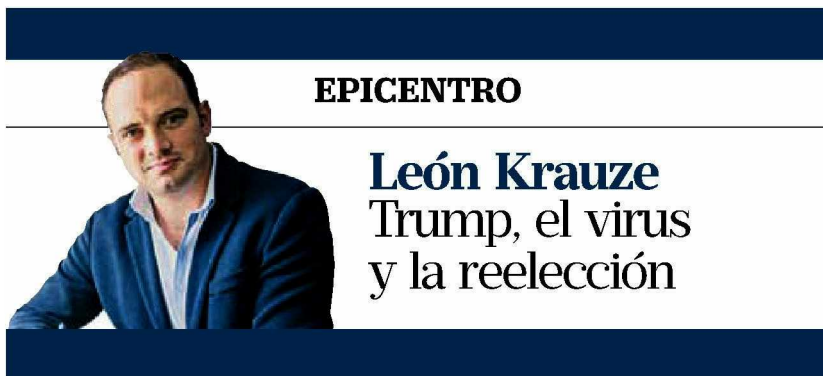 EPICENTRO
León Krauze
Trump, el virus
y la reelección